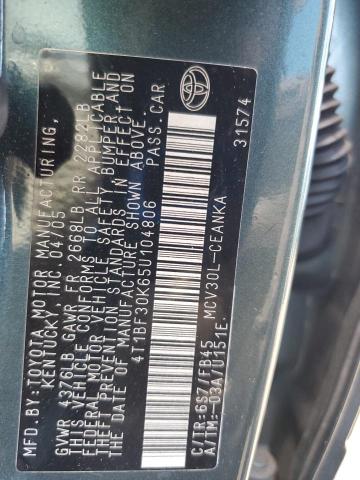 MFD. BY: TOYOTA MOTOR MANUFACTURING,
KENTUCKY, INC. 04/05
GVWR 4376LB GAWR FR 2668LB RR 2282LB
THIS VEHICLE CONFORMS TO ALL APPLICABLE
FEDERAL MOTOR VEHICLE SAFETY, BUMPER, AND
THEFT PREVENTION STANDARDS IN EFFECT ON
THE DATE OF MANUFACTURE SHOWN ABOVE.
4T1BF30K65U104806 PASS. CAR
C/TR: 6S7/FB45 MCV30L-CEANKA
A/TM: -03A/U151E- 31574